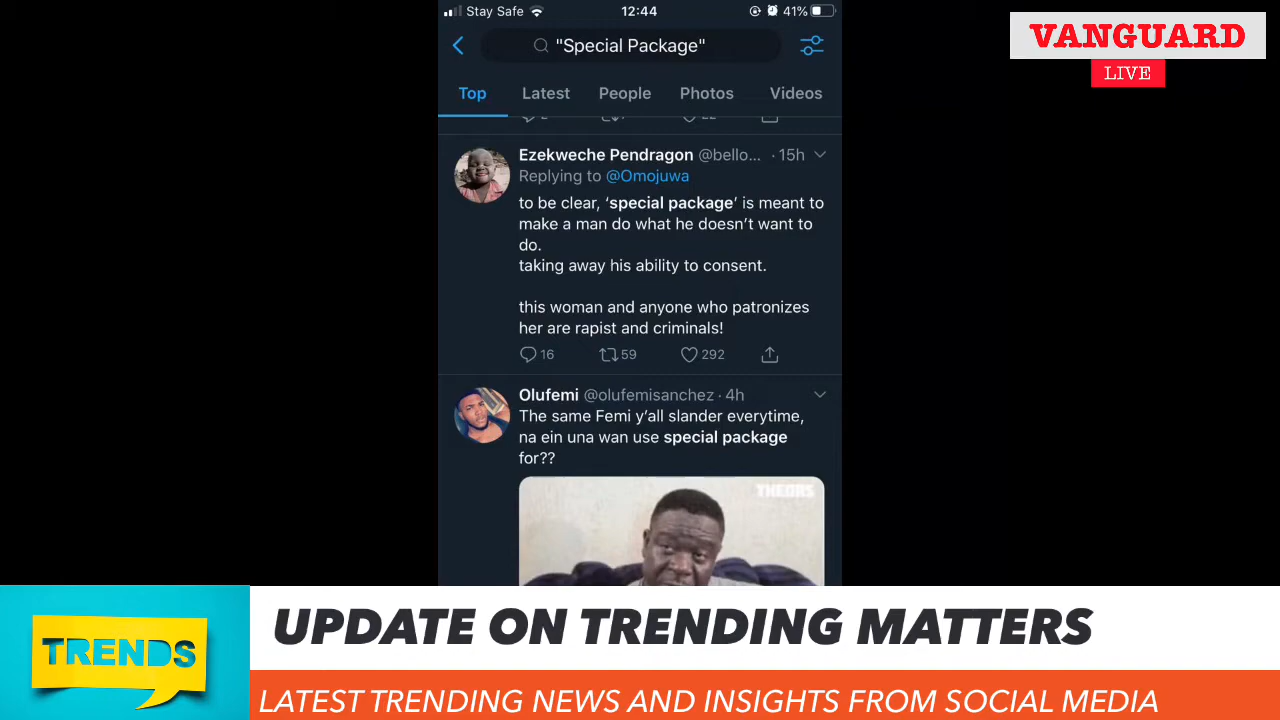 Stay Safe 12:44 41%
"Special Package"
VANGUARD
LIVE
Top Latest People Photos Videos
Ezekweche Pendragon @bello... · 15h
Replying to @Omojuwa
to be clear, ‘special package’ is meant to
make a man do what he doesn’t want to
do.
taking away his ability to consent.
this woman and anyone who patronizes
her are rapist and criminals!
16 59 292
Olufemi @olufemisanchez · 4h
The same Femi y’all slander everytime,
na ein una wan use special package
for??
TRENDS
UPDATE ON TRENDING MATTERS
LATEST TRENDING NEWS AND INSIGHTS FROM SOCIAL MEDIA